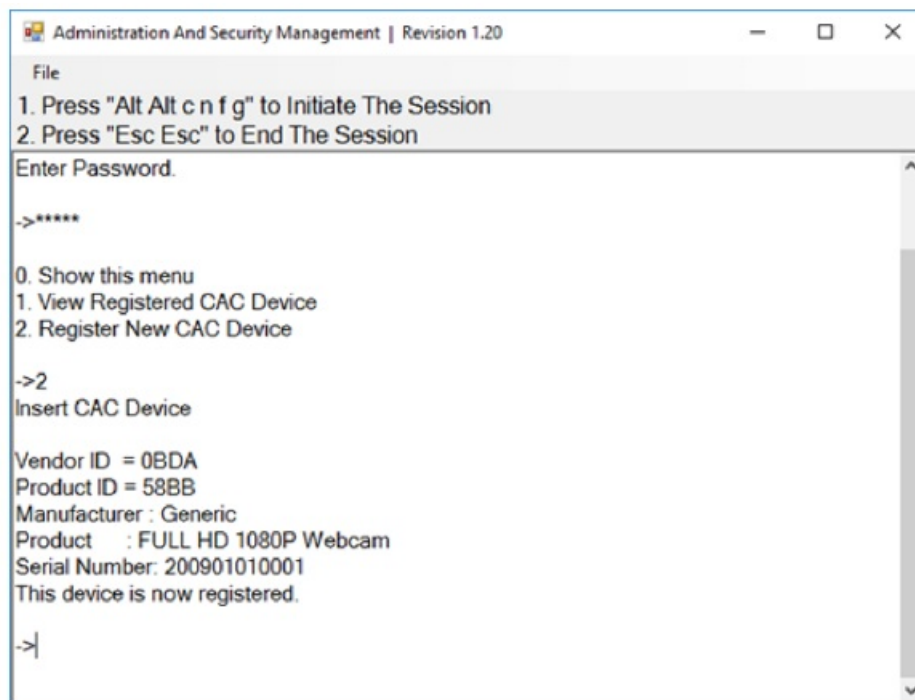 Administration And Security Management | Revision 1.20
File
1. Press "Alt Alt c n f g" to Initiate The Session
2. Press "Esc Esc" to End The Session
Enter Password.
->*****
0. Show this menu
1. View Registered CAC Device
2. Register New CAC Device
->2
Insert CAC Device
Vendor ID = 0BDA
Product ID = 58BB
Manufacturer : Generic
Product : FULL HD 1080P Webcam
Serial Number: 200901010001
This device is now registered.
->